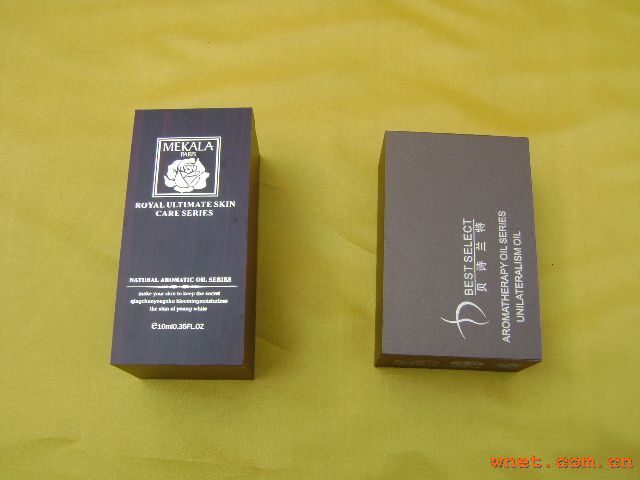 MEKALA
PARIS
ROYAL ULTIMATE SKIN
CARE SERIES
NATURAL AROMATIC OIL SERIES
make your skin to keep the secret
the skin of young white
℮10ml/0.35FL.OZ
BEST SELECT
贝诗兰特
AROMATHERAPY OIL SERIES
UNILATERALISM OIL
wnet.com.cn